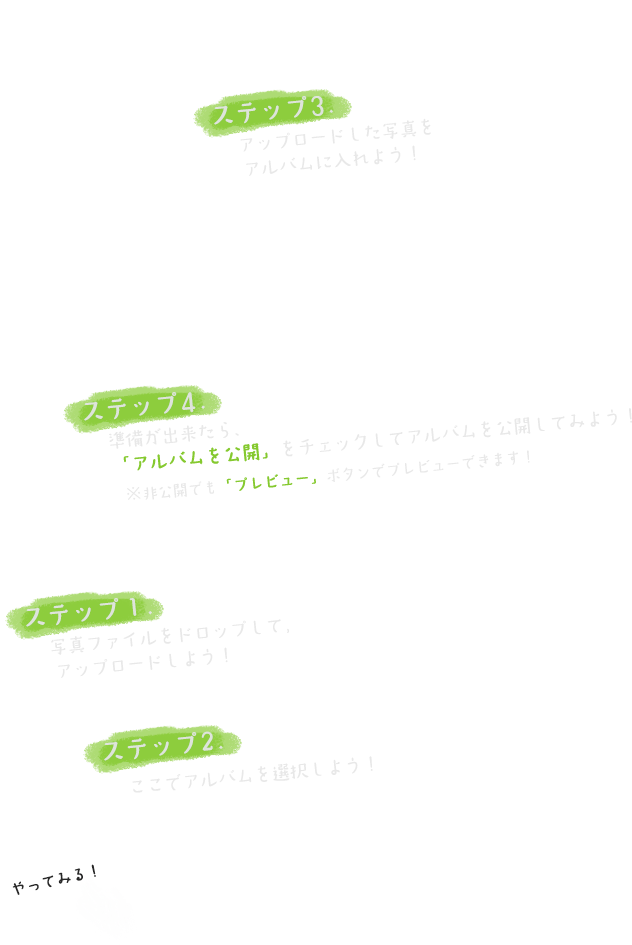 ステップ3.
アップロードした写真を
アルバムに入れよう！
ステップ4.
準備が出来たら、
「アルバムを公開」をチェックしてアルバムを公開してみよう！
※非公開でも「プレビュー」ボタンでプレビューできます！
ステップ1.
写真ファイルをドロップして,
アップロードしよう！
ステップ2.
ここでアルバムを選択しよう！
やってみる！